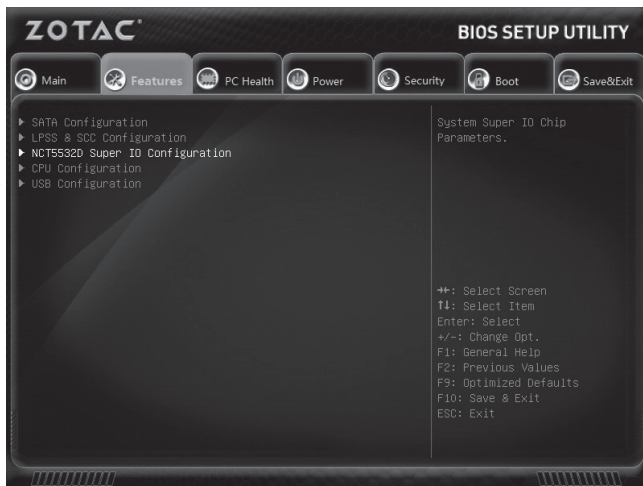 ZOTAC
BIOS SETUP UTILITY
Main
Features
PC Health
Power
Security
Boot
Save&Exit
SATA Configuration
LPSS & SCC Configuration
NCT5532D Super IO Configuration
CPU Configuration
USB Configuration
System Super IO Chip
Parameters.
→←: Select Screen
↑↓: Select Item
Enter: Select
+/-: Change Opt.
F1: General Help
F2: Previous Values
F9: Optimized Defaults
F10: Save & Exit
ESC: Exit